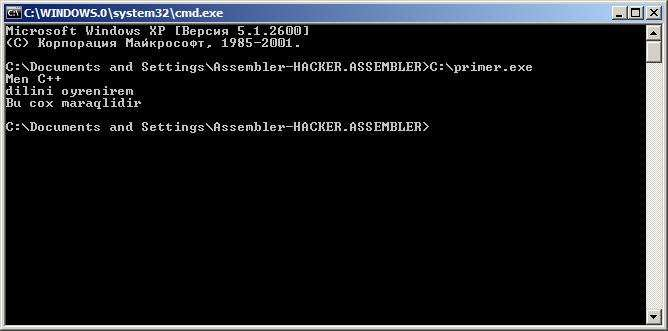 C:\WINDOWS.0\system32\cmd.exe
Microsoft Windows XP [Версия 5.1.2600]
(C) Корпорация Майкрософт, 1985-2001.
C:\Documents and Settings\Assembler-HACKER.ASSEMBLER>C:\primer.exe
Men C++
dilini oyrenirem
Bu cox maraqlidir
C:\Documents and Settings\Assembler-HACKER.ASSEMBLER>